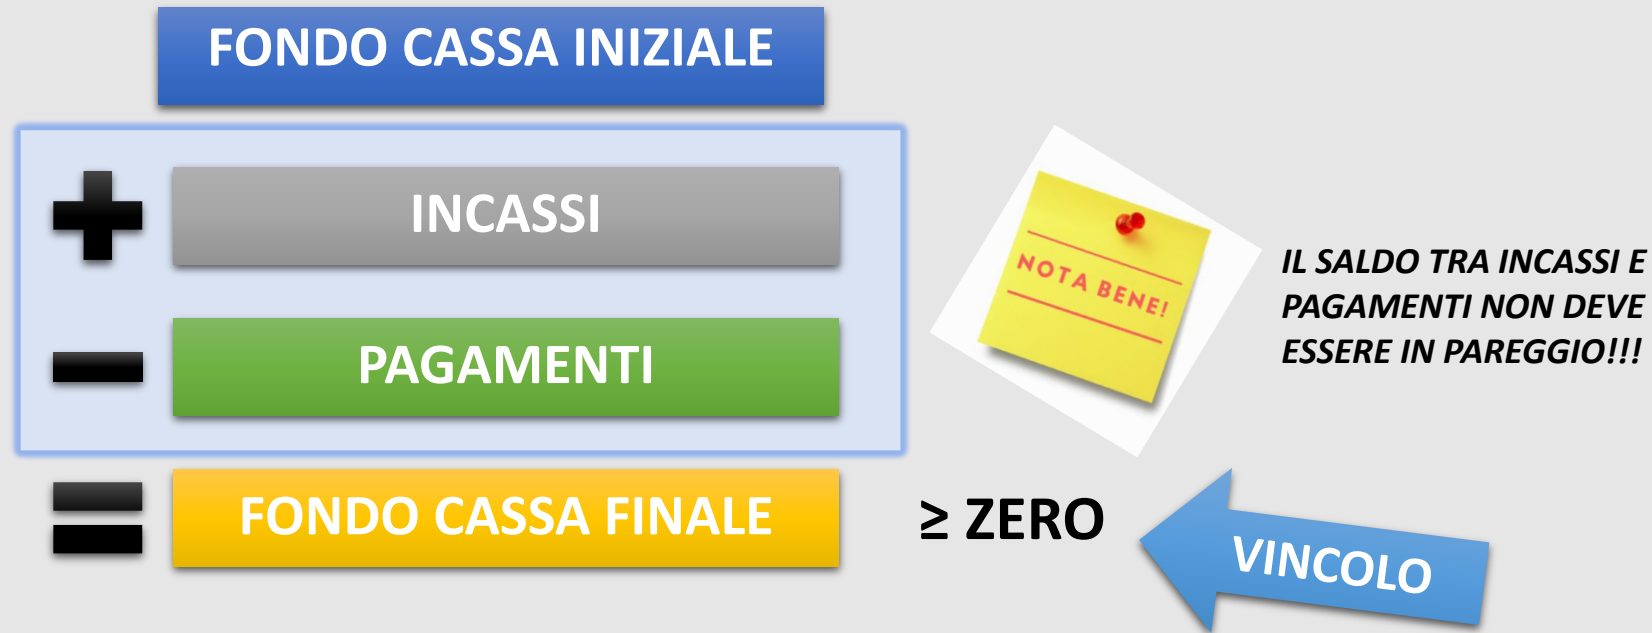 FONDO CASSA INIZIALE
INCASSI
PAGAMENTI
NOTA BENE!
IL SALDO TRA INCASSI E
PAGAMENTI NON DEVE
ESSERE IN PAREGGIO!!!
FONDO CASSA FINALE
≥ ZERO
VINCOLO